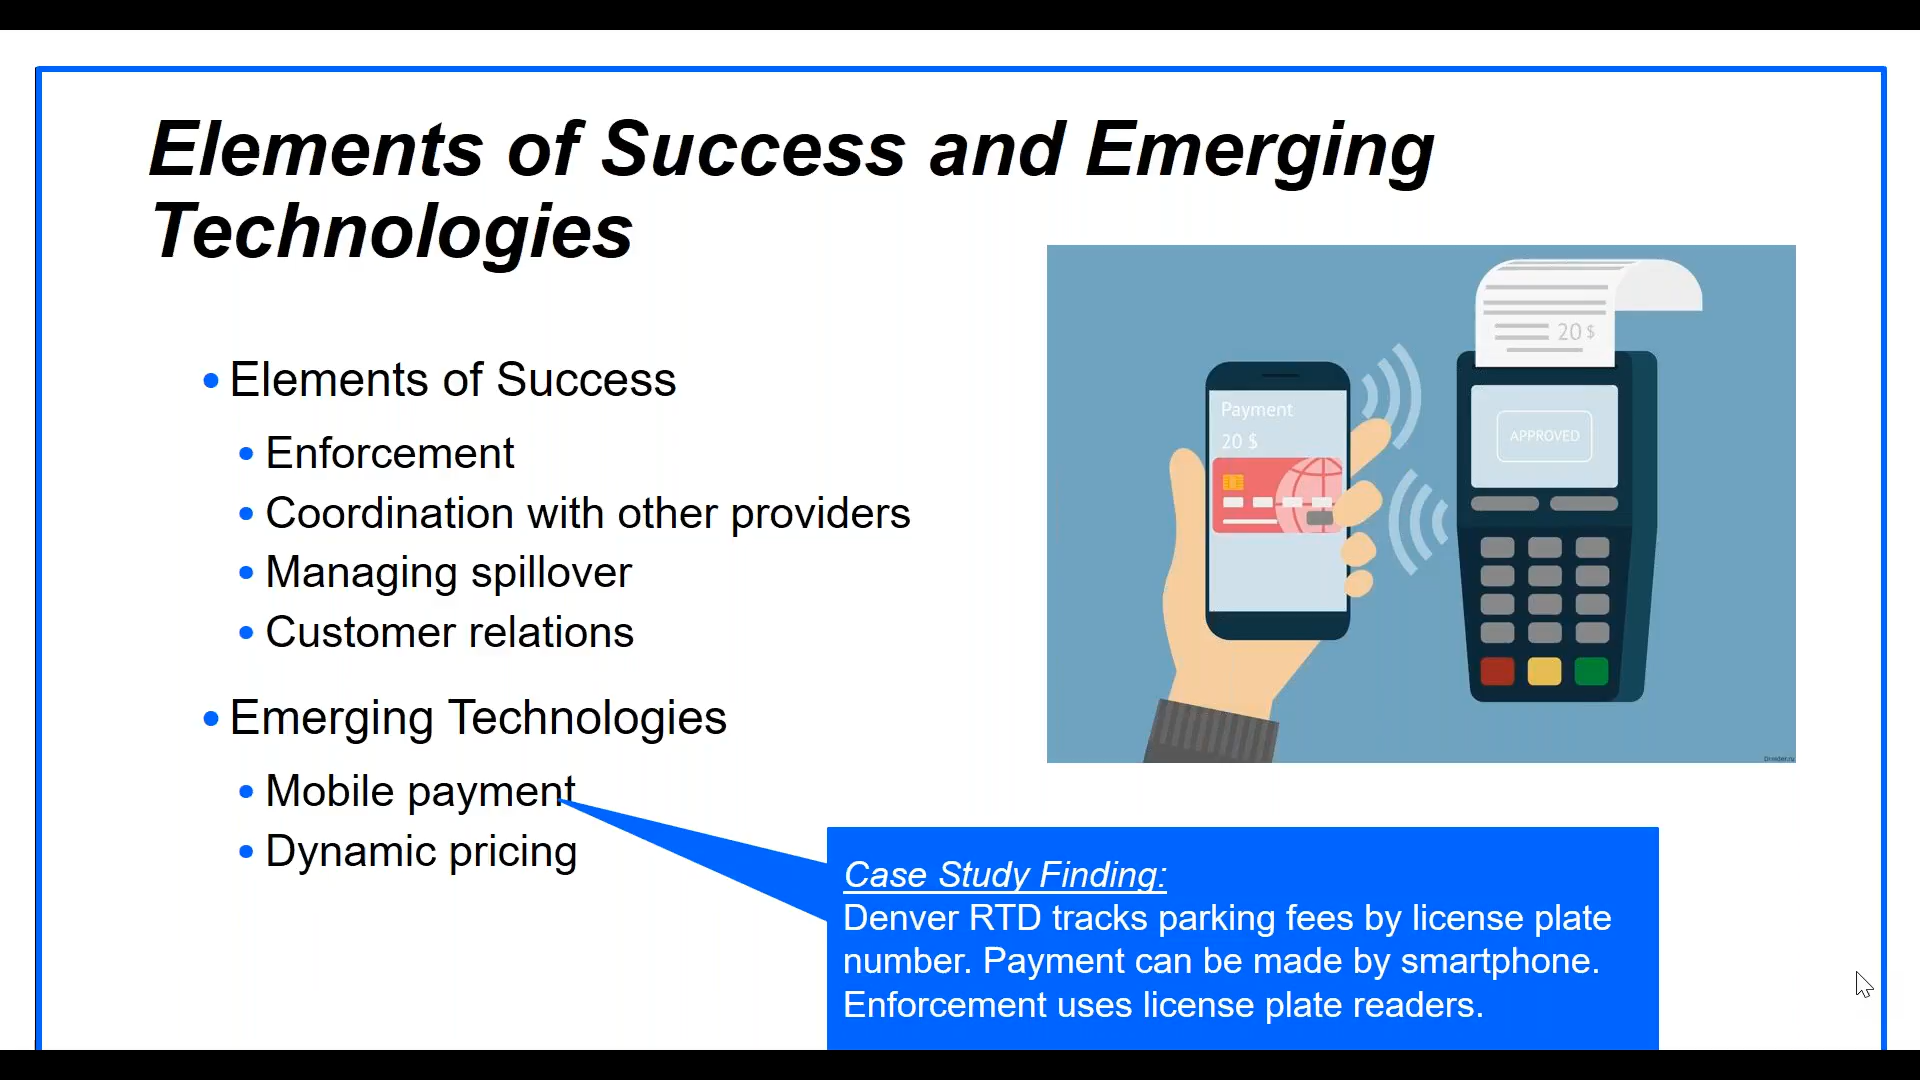 Elements of Success and Emerging
Technologies
Elements of Success
Enforcement
Coordination with other providers
Managing spillover
Customer relations
Emerging Technologies
Mobile payment
Dynamic pricing
20 $
Payment
20 $
APPROVED
Case Study Finding:
Denver RTD tracks parking fees by license plate
number. Payment can be made by smartphone.
Enforcement uses license plate readers.